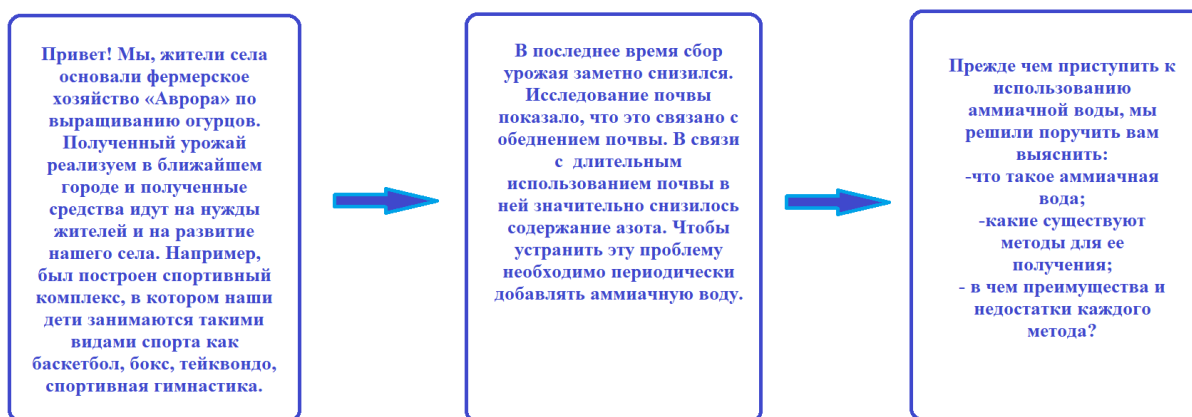 Привет! Мы, жители села
основали фермерское
хозяйство «Аврора» по
выращиванию огурцов.
Полученный урожай
реализуем в ближайшем
городе и полученные
средства идут на нужды
жителей и на развитие
нашего села. Например,
был построен спортивный
комплекс, в котором наши
дети занимаются такими
видами спорта как
баскетбол, бокс, тейквондо,
спортивная гимнастика.
В последнее время сбор
урожая заметно снизился.
Исследование почвы
показало, что это связано с
обеднением почвы. В связи
с длительным
использованием почвы в
ней значительно снизилось
содержание азота. Чтобы
устранить эту проблему
необходимо периодически
добавлять аммиачную воду.
Прежде чем приступить к
использованию
аммиачной воды, мы
решили поручить вам
выяснить:
-что такое аммиачная
вода;
-какие существуют
методы для ее
получения;
- в чем преимущества и
недостатки каждого
метода?